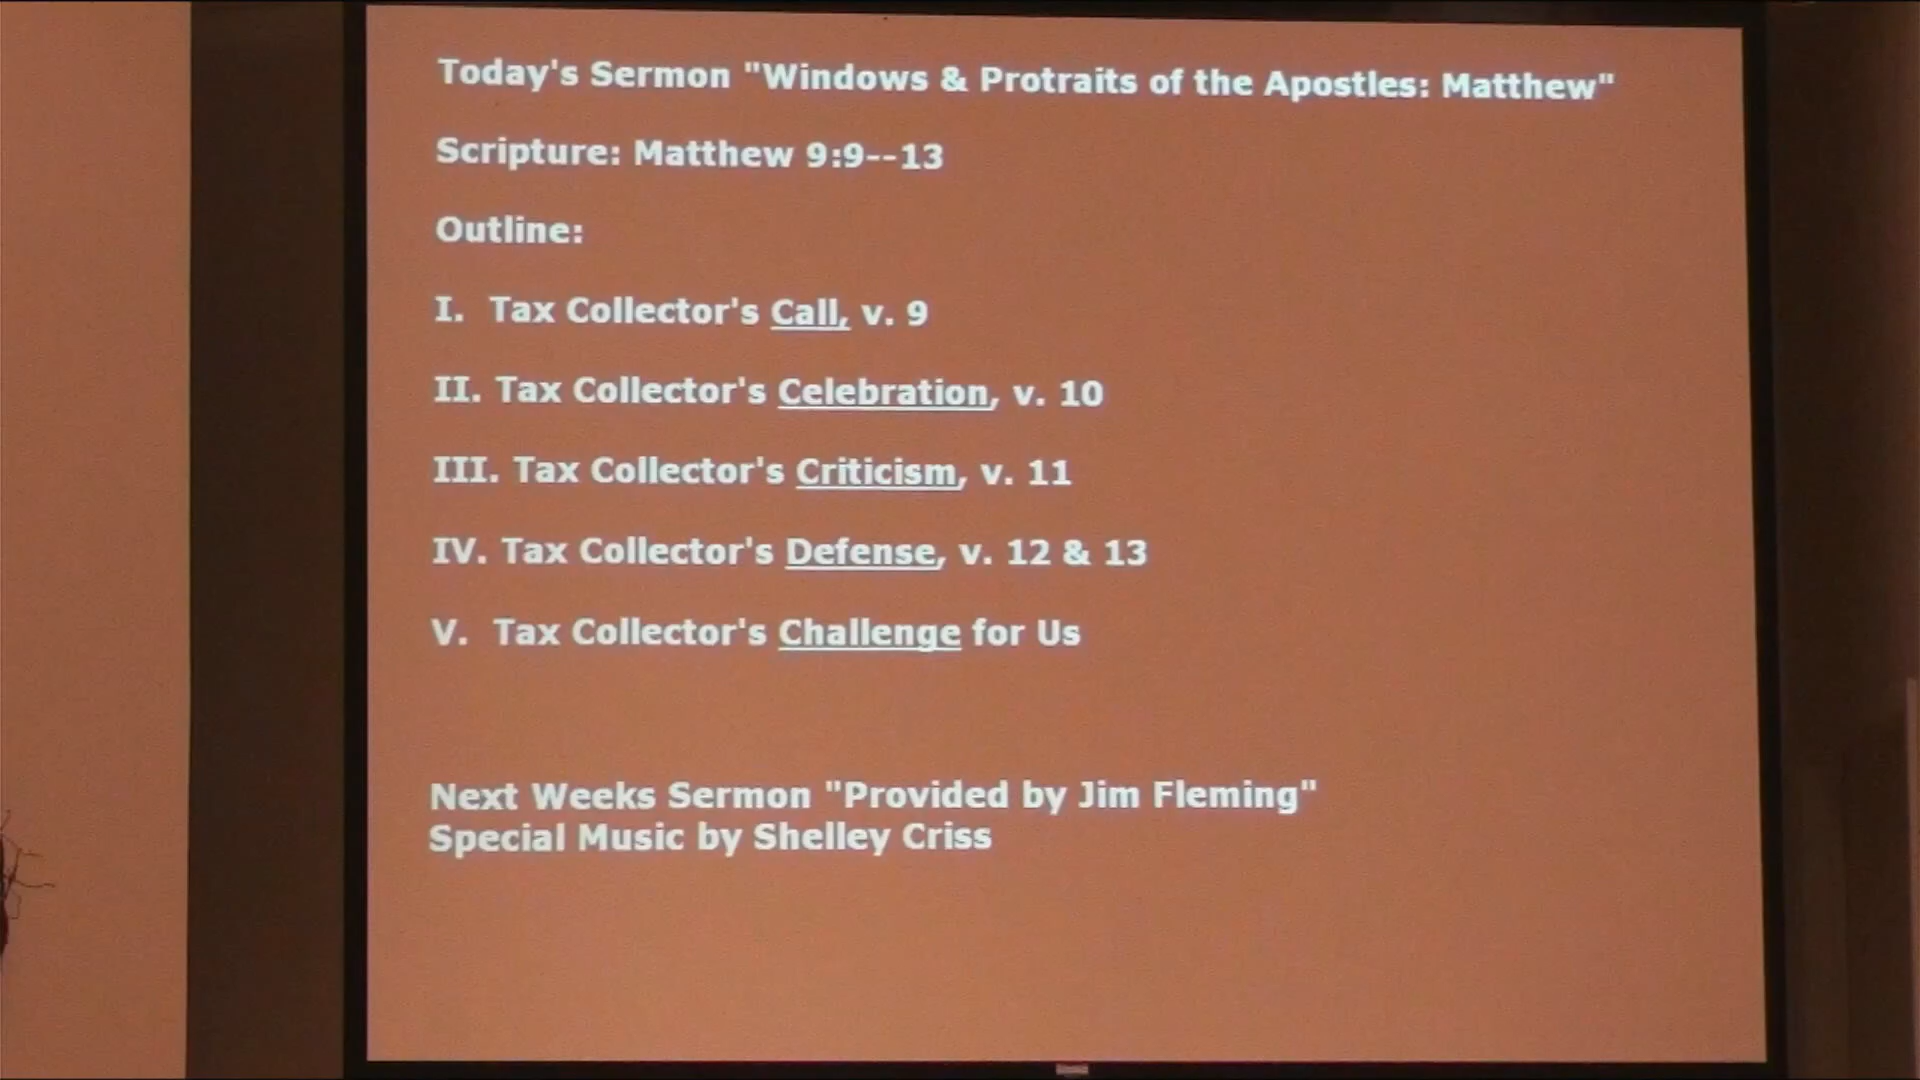 Today's Sermon "Windows & Protraits of the Apostles: Matthew"
Scripture: Matthew 9:9--13
Outline:
I. Tax Collector's Call, v. 9
II. Tax Collector's Celebration, v. 10
III. Tax Collector's Criticism, v. 11
IV. Tax Collector's Defense, v. 12 & 13
V. Tax Collector's Challenge for Us
Next Weeks Sermon "Provided by Jim Fleming"
Special Music by Shelley Criss